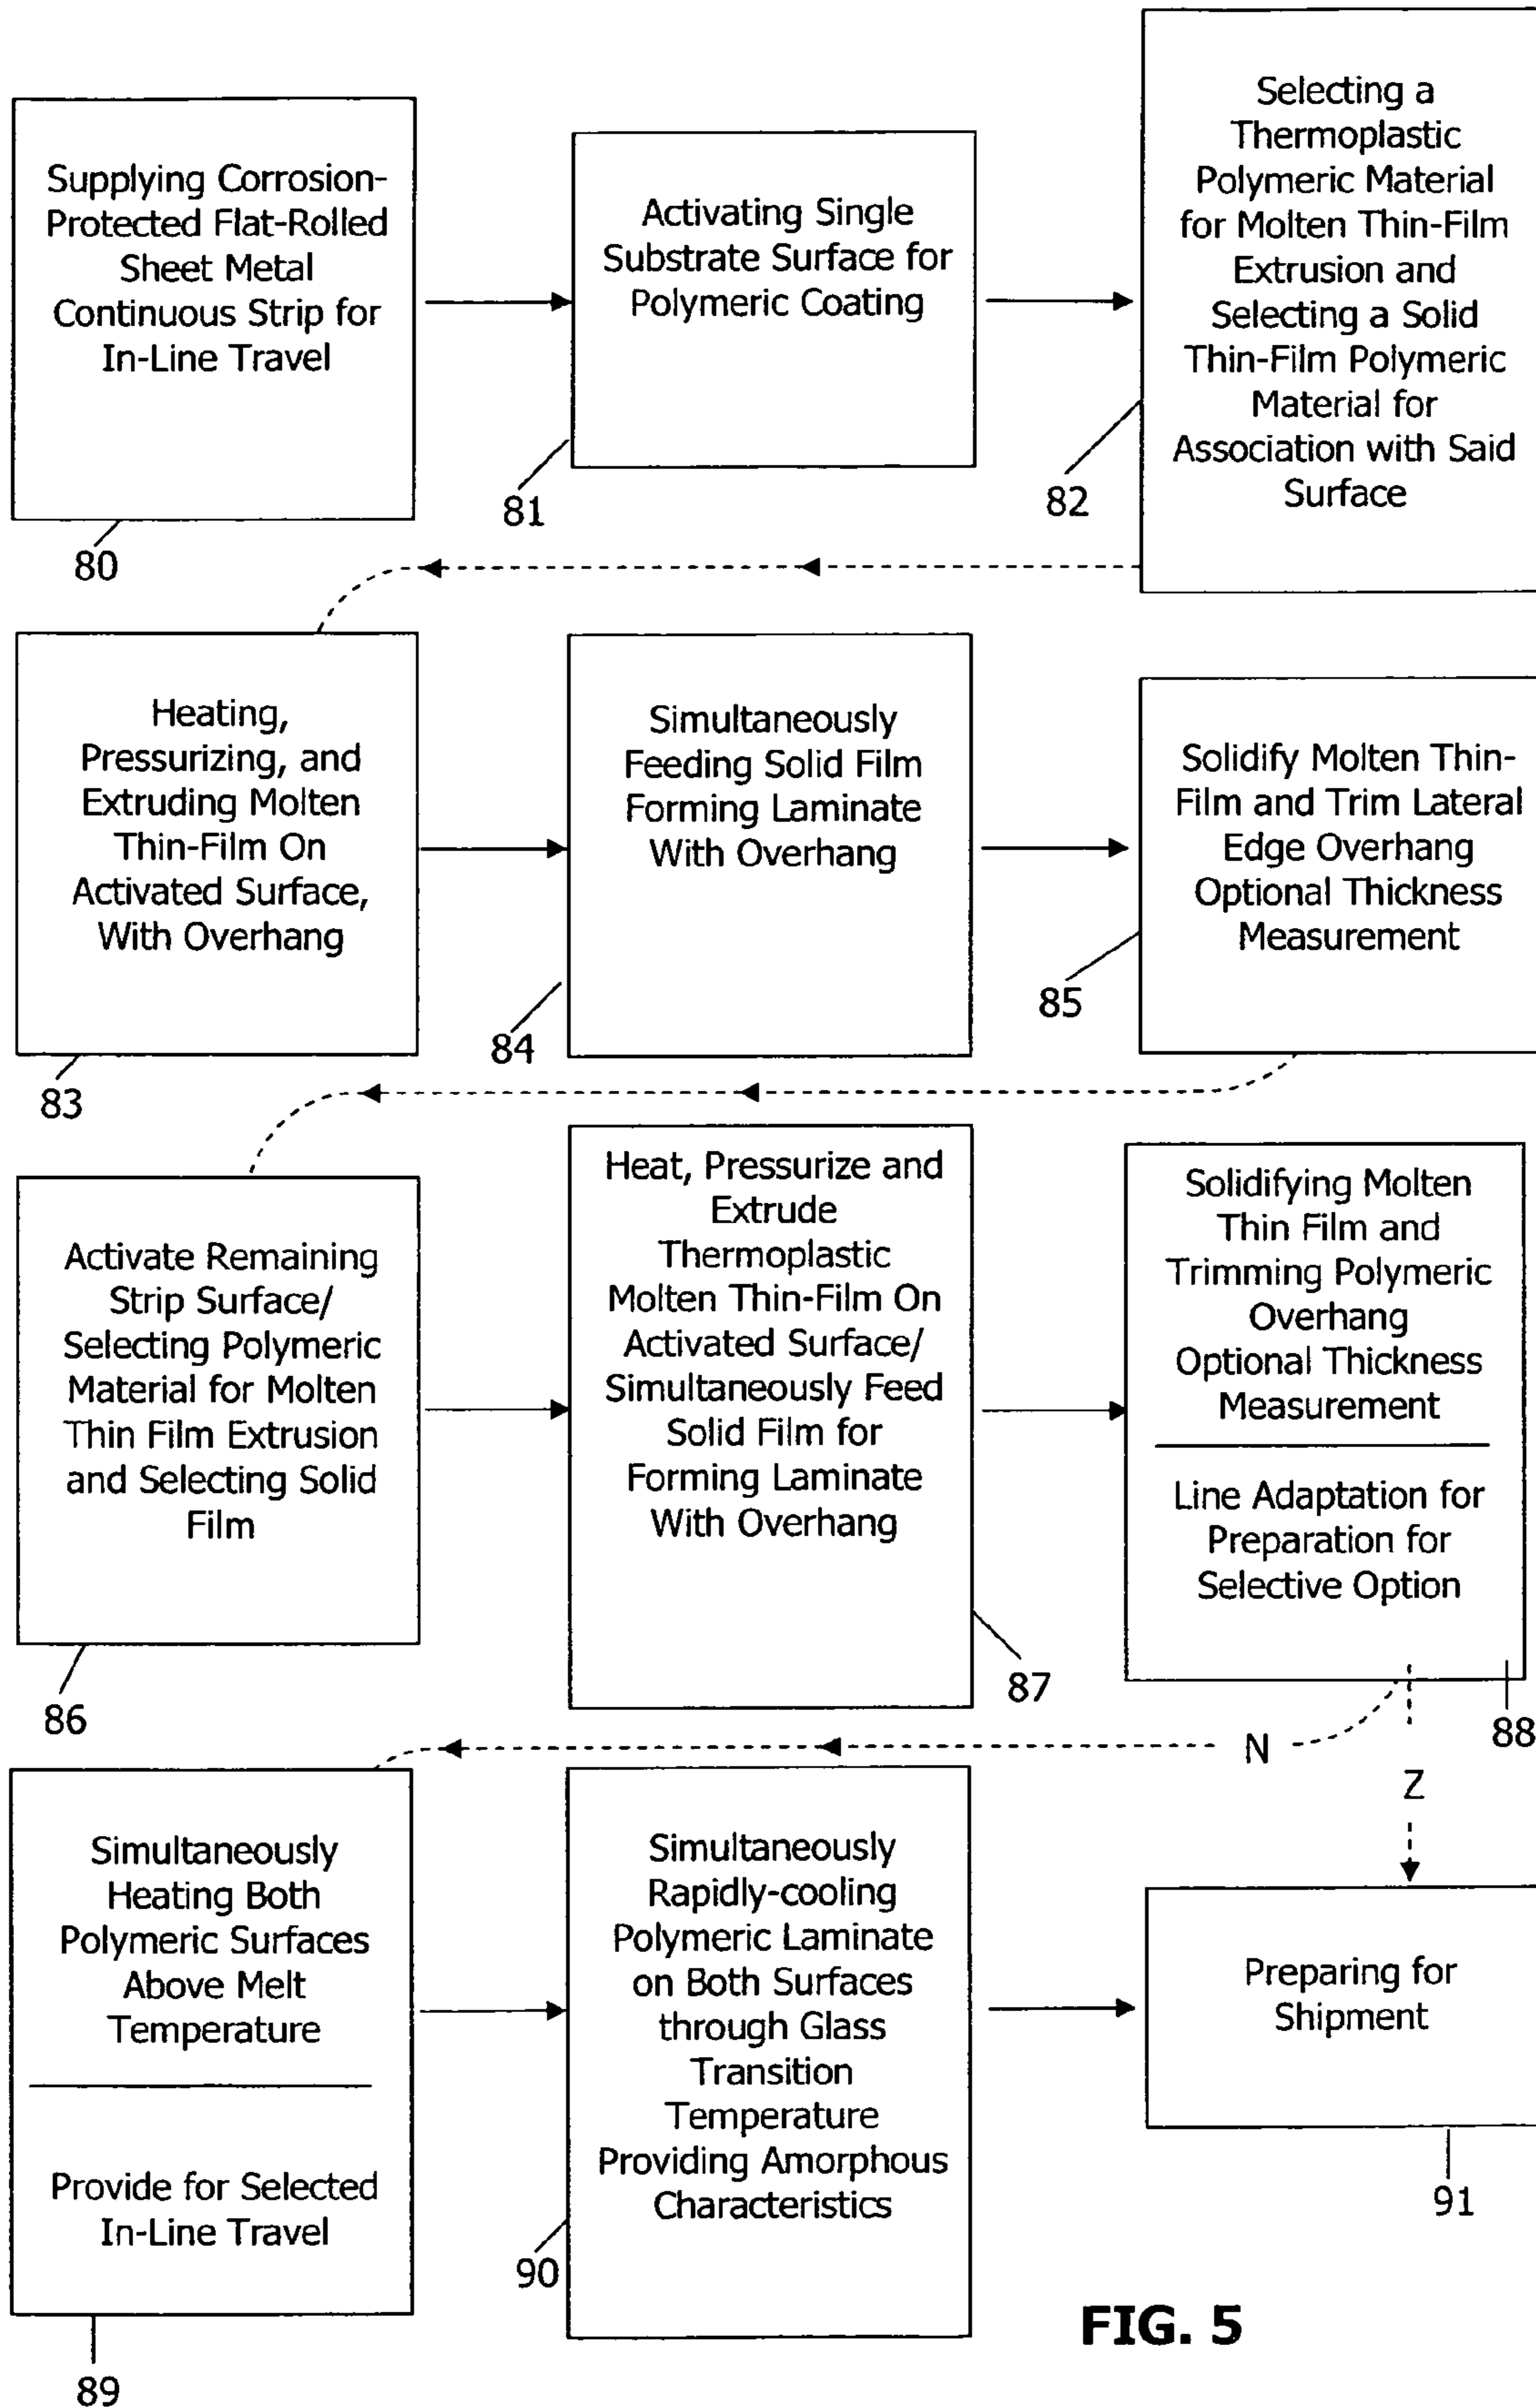 Supplying Corrosion-
Protected Flat-Rolled
Sheet Metal
Continuous Strip for
In-Line Travel
80
Activating Single
Substrate Surface for
Polymeric Coating
81
Selecting a
Thermoplastic
Polymeric Material
for Molten Thin-Film
Extrusion and
Selecting a Solid
Thin-Film Polymeric
Material for
Association with Said
Surface
82
Heating,
Pressurizing, and
Extruding Molten
Thin-Film On
Activated Surface,
With Overhang
83
Simultaneously
Feeding Solid Film
Forming Laminate
With Overhang
84
Solidify Molten Thin-
Film and Trim Lateral
Edge Overhang
Optional Thickness
Measurement
85
Activate Remaining
Strip Surface/
Selecting Polymeric
Material for Molten
Thin Film Extrusion
and Selecting Solid
Film
86
Heat, Pressurize and
Extrude
Thermoplastic
Molten Thin-Film On
Activated Surface/
Simultaneously Feed
Solid Film for
Forming Laminate
With Overhang
87
Solidifying Molten
Thin Film and
Trimming Polymeric
Overhang
Optional Thickness
Measurement
Line Adaptation for
Preparation for
Selective Option
88
N
Z
Simultaneously
Heating Both
Polymeric Surfaces
Above Melt
Temperature
Provide for Selected
In-Line Travel
89
Simultaneously
Rapidly-cooling
Polymeric Laminate
on Both Surfaces
through Glass
Transition
Temperature
Providing Amorphous
Characteristics
90
Preparing for
Shipment
91
FIG. 5